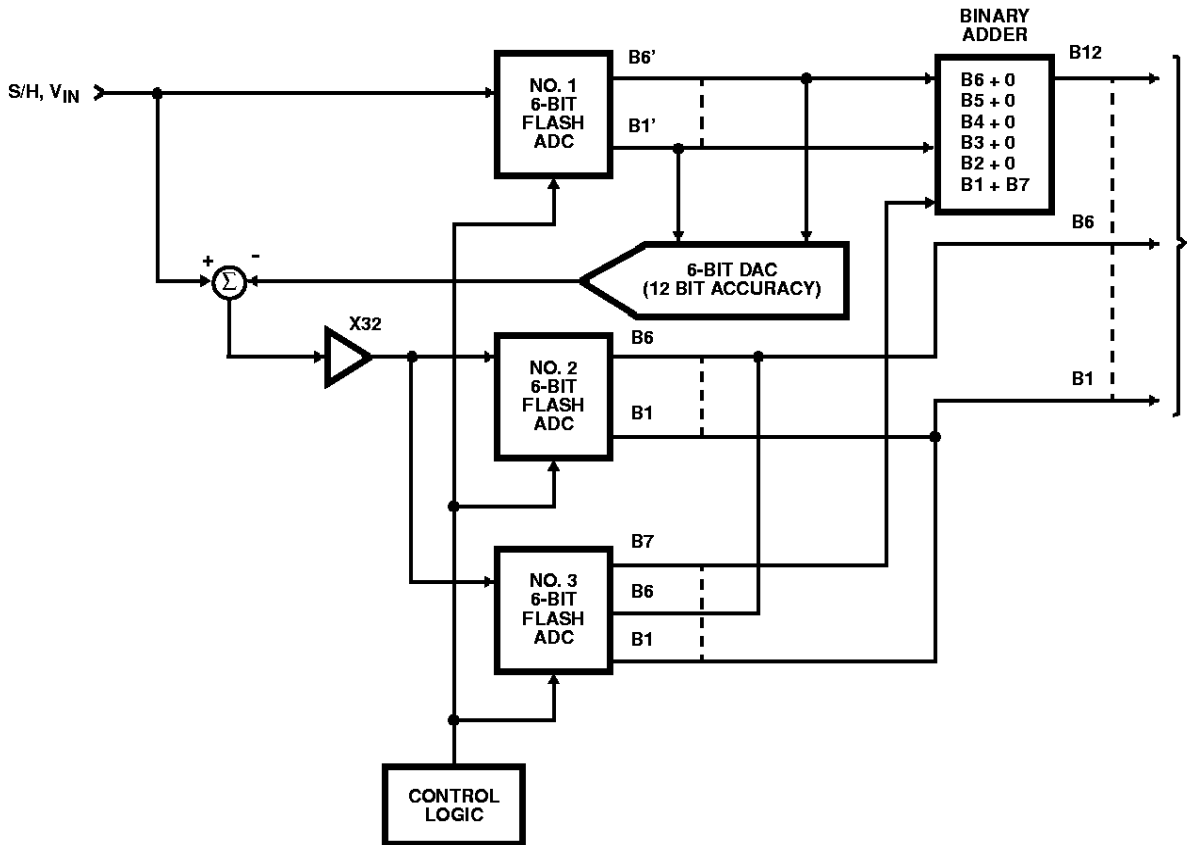 BINARY
ADDER
S/H, VIN
NO. 1
6-BIT
FLASH
ADC
B6’
B1’
B6 + 0
B5 + 0
B4 + 0
B3 + 0
B2 + 0
B1 + B7
B12
B6
B1
+
-
Σ
6-BIT DAC
(12 BIT ACCURACY)
X32
NO. 2
6-BIT
FLASH
ADC
B6
B1
NO. 3
6-BIT
FLASH
ADC
B7
B6
B1
CONTROL
LOGIC